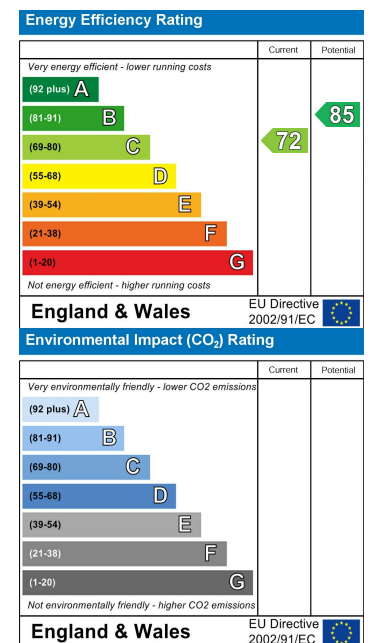 Energy Efficiency Rating
Current Potential
Very energy efficient - lower running costs
(92 plus) A
(81-91) B
85
(69-80) C
72
(55-68) D
(39-54) E
(21-38) F
(1-20) G
Not energy efficient - higher running costs
England & Wales
EU Directive
2002/91/EC
Environmental Impact (CO₂) Rating
Current Potential
Very environmentally friendly - lower CO2 emissions
(92 plus) A
(81-91) B
(69-80) C
(55-68) D
(39-54) E
(21-38) F
(1-20) G
Not environmentally friendly - higher CO2 emissions
England & Wales
EU Directive
2002/91/EC